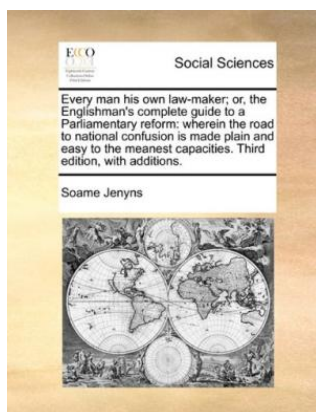 ECCO
Social Sciences
Every man his own law-maker; or, the
Englishman's complete guide to a
Parliamentary reform: wherein the road
to national confusion is made plain and
easy to the meanest capacities. Third
edition, with additions.
Soame Jenyns